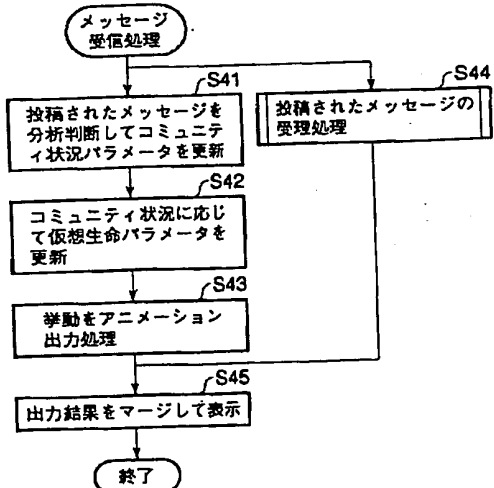 メッセージ
受信処理
S41
投稿されたメッセージを
分析判断してコミュニテ
ィ状況パラメータを更新
S44
投稿されたメッセージの
受理処理
S42
コミュニティ状況に応じ
て仮想生命パラメータを
更新
S43
挙動をアニメーション
出力処理
S45
出力結果をマージして表示
終了